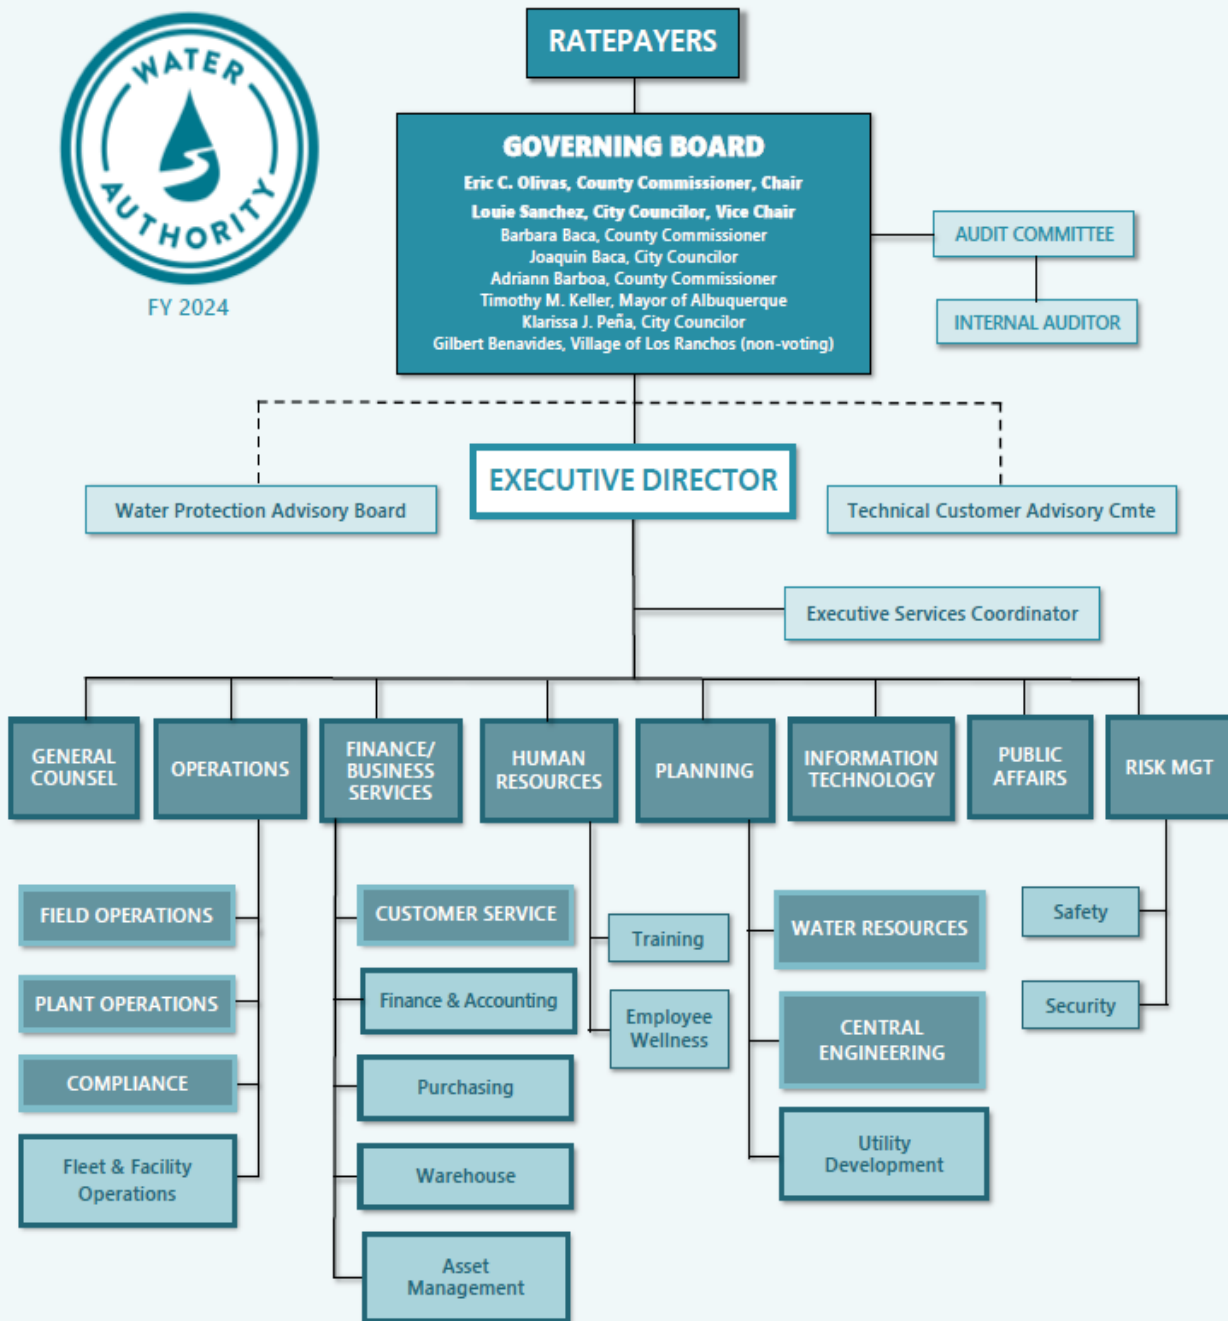 WATER
AUTHORITY
FY 2024
RATEPAYERS
GOVERNING BOARD
Eric C. Olivas, County Commissioner, Chair
Louie Sanchez, City Councilor, Vice Chair
Barbara Baca, County Commissioner
Joaquin Baca, City Councilor
Adriann Barboa, County Commissioner
Timothy M. Keller, Mayor of Albuquerque
Klarissa J. Peña, City Councilor
Gilbert Benavides, Village of Los Ranchos (non-voting)
AUDIT COMMITTEE
INTERNAL AUDITOR
EXECUTIVE DIRECTOR
Water Protection Advisory Board
Technical Customer Advisory Cmte
Executive Services Coordinator
GENERAL
COUNSEL
OPERATIONS
FINANCE/
BUSINESS
SERVICES
HUMAN
RESOURCES
PLANNING
INFORMATION
TECHNOLOGY
PUBLIC
AFFAIRS
RISK MGT
FIELD OPERATIONS
PLANT OPERATIONS
COMPLIANCE
Fleet & Facility
Operations
CUSTOMER SERVICE
Finance & Accounting
Purchasing
Warehouse
Asset
Management
Training
Employee
Wellness
WATER RESOURCES
CENTRAL
ENGINEERING
Utility
Development
Safety
Security